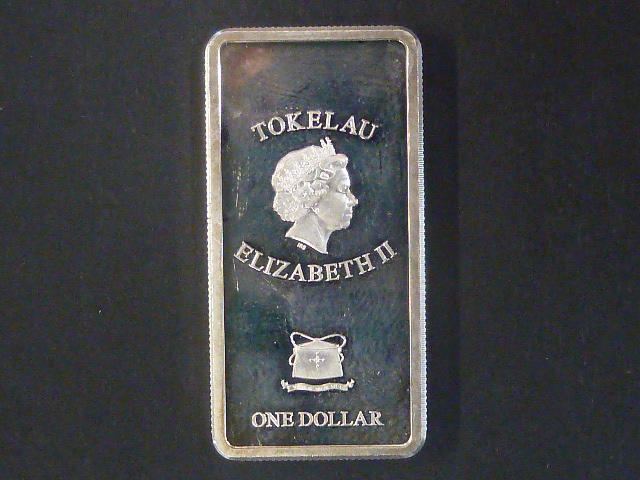 TOKELAU
ELIZABETH II
ONE DOLLAR